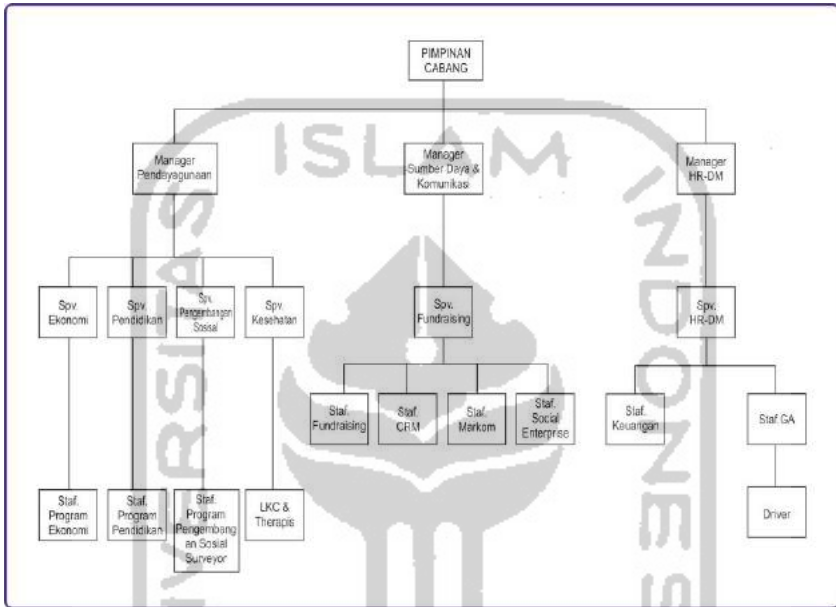 PIMPINAN
CABANG
Manager
Pendayagunaan
Manager
Sumber Daya &
Komunikasi
Manager
HR-DM
Spv.
Ekonomi
Spv.
Pendidikan
Spv.
Pengembangan
Sossal
Spv.
Kesehatan
Spv.
Fundraising
Spv.
HR-DM
Staf.
Fundraising
Staf.
CRM
Staf.
Markom
Staf.
Social
Enterprise
Staf.
Keuangan
Staf.GA
Staf.
Program
Ekonomi
Staf.
Program
Pendidikan
Staf.
Program
Pengembang
an Sosial
Surveyor
LKC &
Therapis
Driver
ISLAM
INDONES
VERSITAS